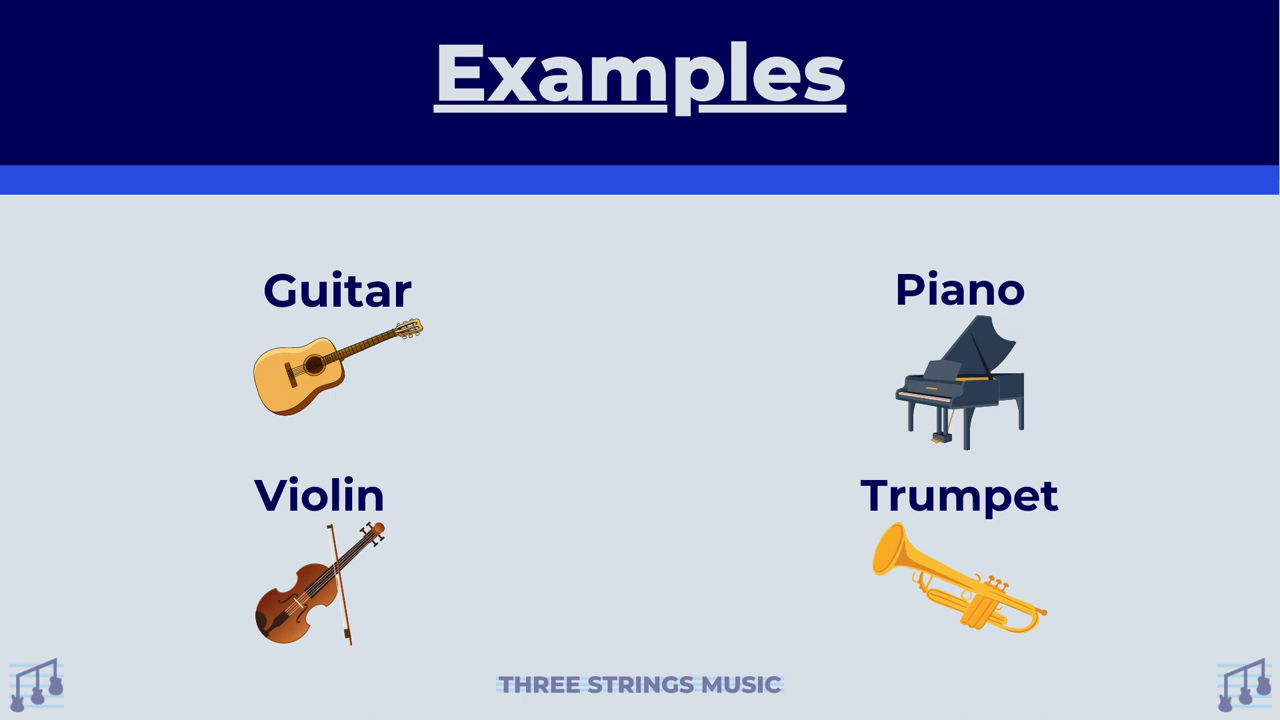 Examples
Guitar
Piano
Violin
Trumpet
THREE STRINGS MUSIC